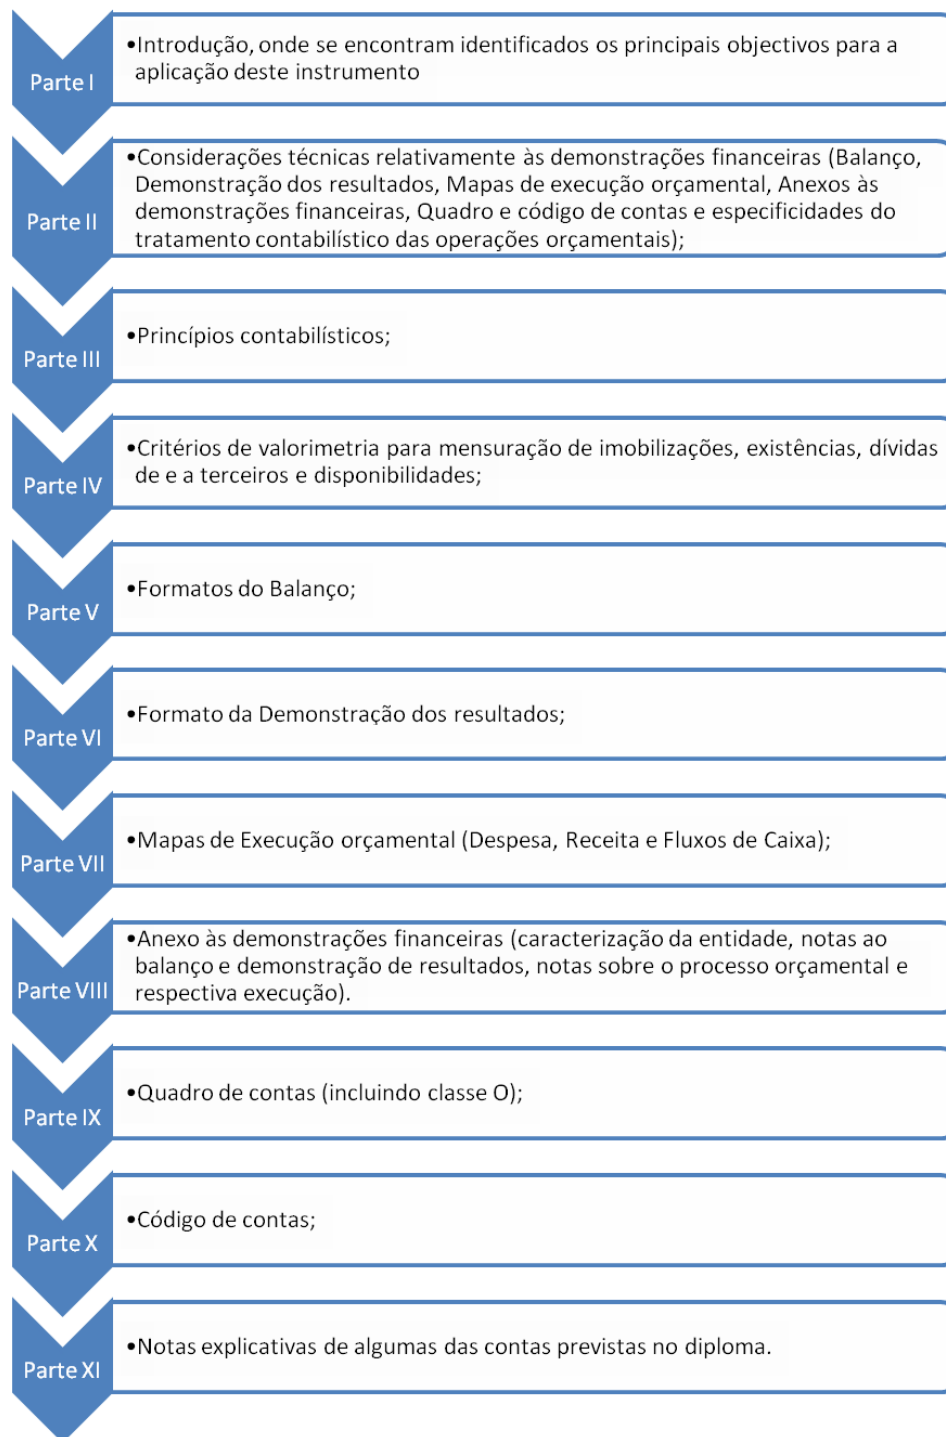 Parte I
•Introdução, onde se encontram identificados os principais objectivos para a
aplicação deste instrumento
Parte II
•Considerações técnicas relativamente às demonstrações financeiras (Balanço,
Demonstração dos resultados, Mapas de execução orçamental, Anexos às
demonstrações financeiras, Quadro e código de contas e especificidades do
tratamento contabilístico das operações orçamentais);
Parte III
•Princípios contabilísticos;
Parte IV
•Critérios de valorimetria para mensuração de imobilizações, existências, dívidas
de e a terceiros e disponibilidades;
Parte V
•Formatos do Balanço;
Parte VI
•Formato da Demonstração dos resultados;
Parte VII
•Mapas de Execução orçamental (Despesa, Receita e Fluxos de Caixa);
Parte VIII
•Anexo às demonstrações financeiras (caracterização da entidade, notas ao
balanço e demonstração de resultados, notas sobre o processo orçamental e
respectiva execução).
Parte IX
•Quadro de contas (incluindo classe O);
Parte X
•Código de contas;
Parte XI
•Notas explicativas de algumas das contas previstas no diploma.